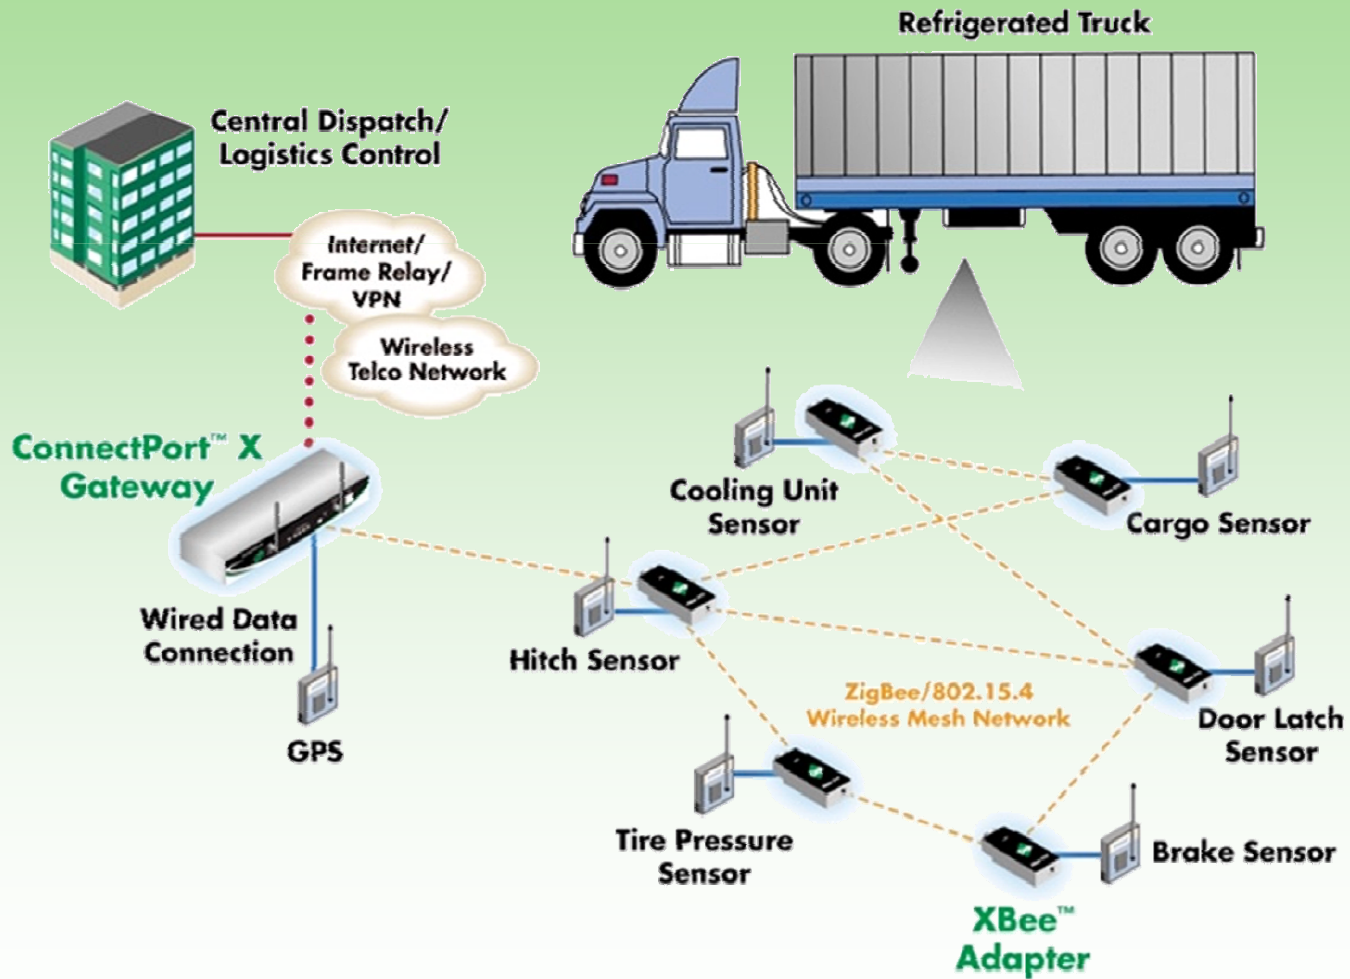 Refrigerated Truck
Central Dispatch/
Logistics Control
Internet/
Frame Relay/
VPN
Wireless
Telco Network
ConnectPort™ X
Gateway
Cooling Unit
Sensor
Cargo Sensor
Wired Data
Connection
Hitch Sensor
GPS
ZigBee/802.15.4
Wireless Mesh Network
Door Latch
Sensor
Tire Pressure
Sensor
Brake Sensor
XBee™
Adapter